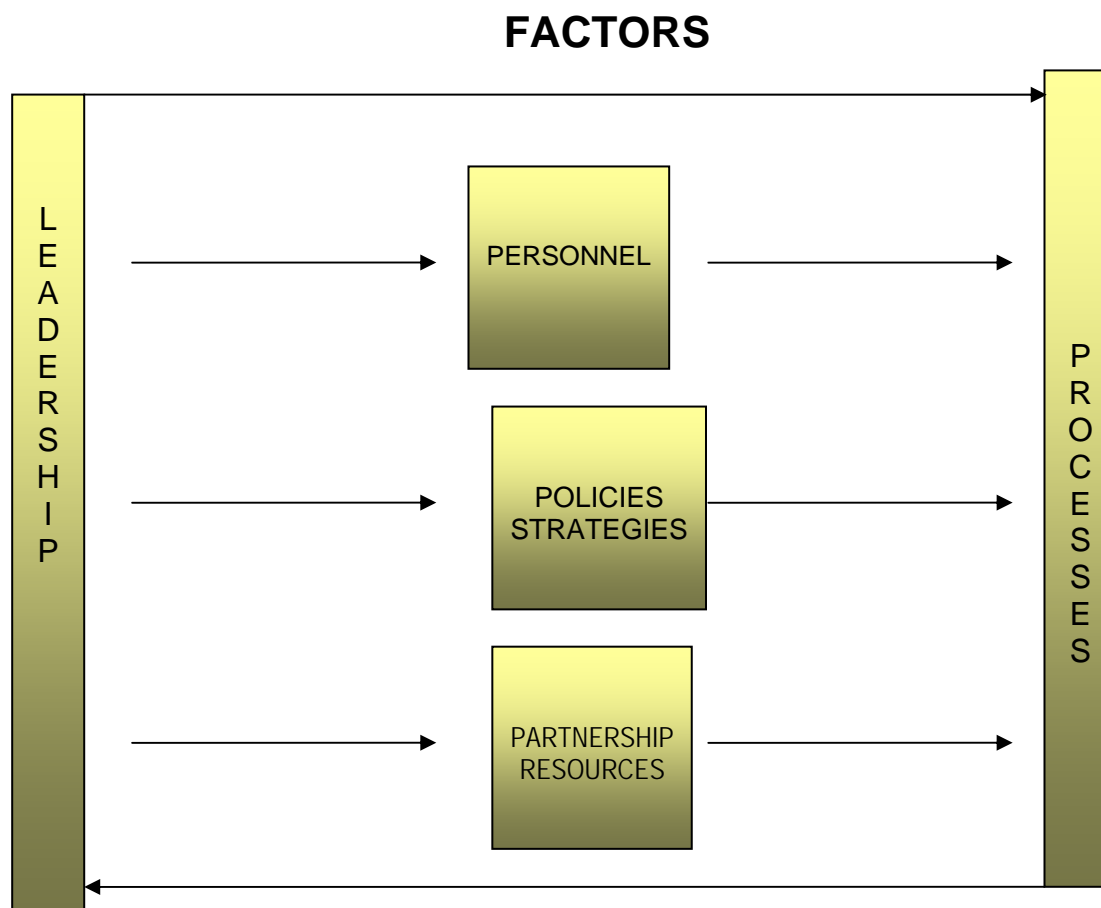 FACTORS
LEADERSHIP
PERSONNEL
POLICIES
STRATEGIES
PARTNERSHIP
RESOURCES
PROCESSES